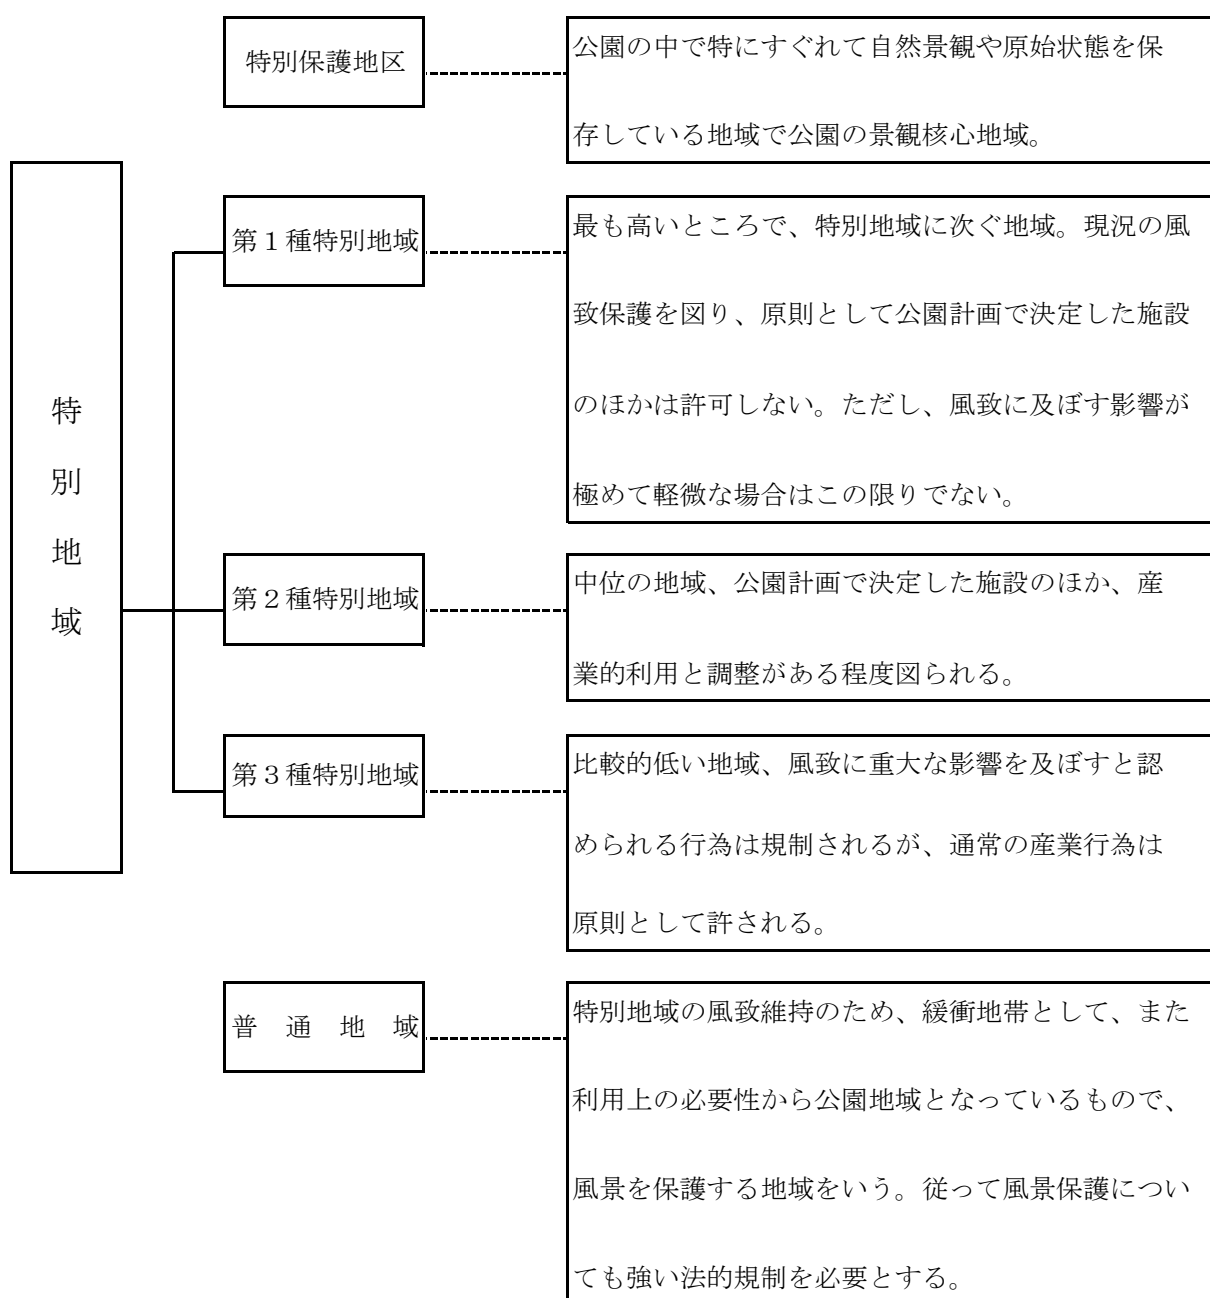 特別保護地区
公園の中で特にすぐれて自然景観や原始状態を保
存している地域で公園の景観核心地域。
特別地域
第１種特別地域
最も高いところで、特別地域に次ぐ地域。現況の風
致保護を図り、原則として公園計画で決定した施設
のほかは許可しない。ただし、風致に及ぼす影響が
極めて軽微な場合はこの限りでない。
第２種特別地域
中位の地域、公園計画で決定した施設のほか、産
業的利用と調整がある程度図られる。
第３種特別地域
比較的低い地域、風致に重大な影響を及ぼすと認
められる行為は規制されるが、通常の産業行為は
原則として許される。
普　通　地　域
特別地域の風致維持のため、緩衝地帯として、また
利用上の必要性から公園地域となっているもので、
風景を保護する地域をいう。従って風景保護につい
ても強い法的規制を必要とする。